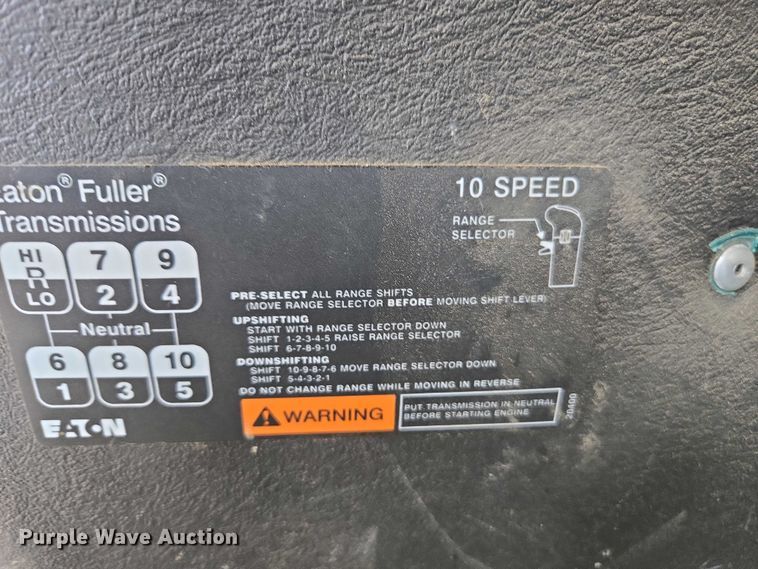 Eaton® Fuller®
Transmissions
10 SPEED
RANGE
SELECTOR
HI 7 9
R
LO 2 4
Neutral
6 8 10
1 3 5
PRE-SELECT ALL RANGE SHIFTS
(MOVE RANGE SELECTOR BEFORE MOVING SHIFT LEVER)
UPSHIFTING
START WITH RANGE SELECTOR DOWN
SHIFT 1-2-3-4-5 RAISE RANGE SELECTOR
SHIFT 6-7-8-9-10
DOWNSHIFTING
SHIFT 10-9-8-7-6 MOVE RANGE SELECTOR DOWN
SHIFT 5-4-3-2-1
DO NOT CHANGE RANGE WHILE MOVING IN REVERSE
WARNING
PUT TRANSMISSION IN NEUTRAL
BEFORE STARTING ENGINE
20400
EATON
Purple Wave Auction